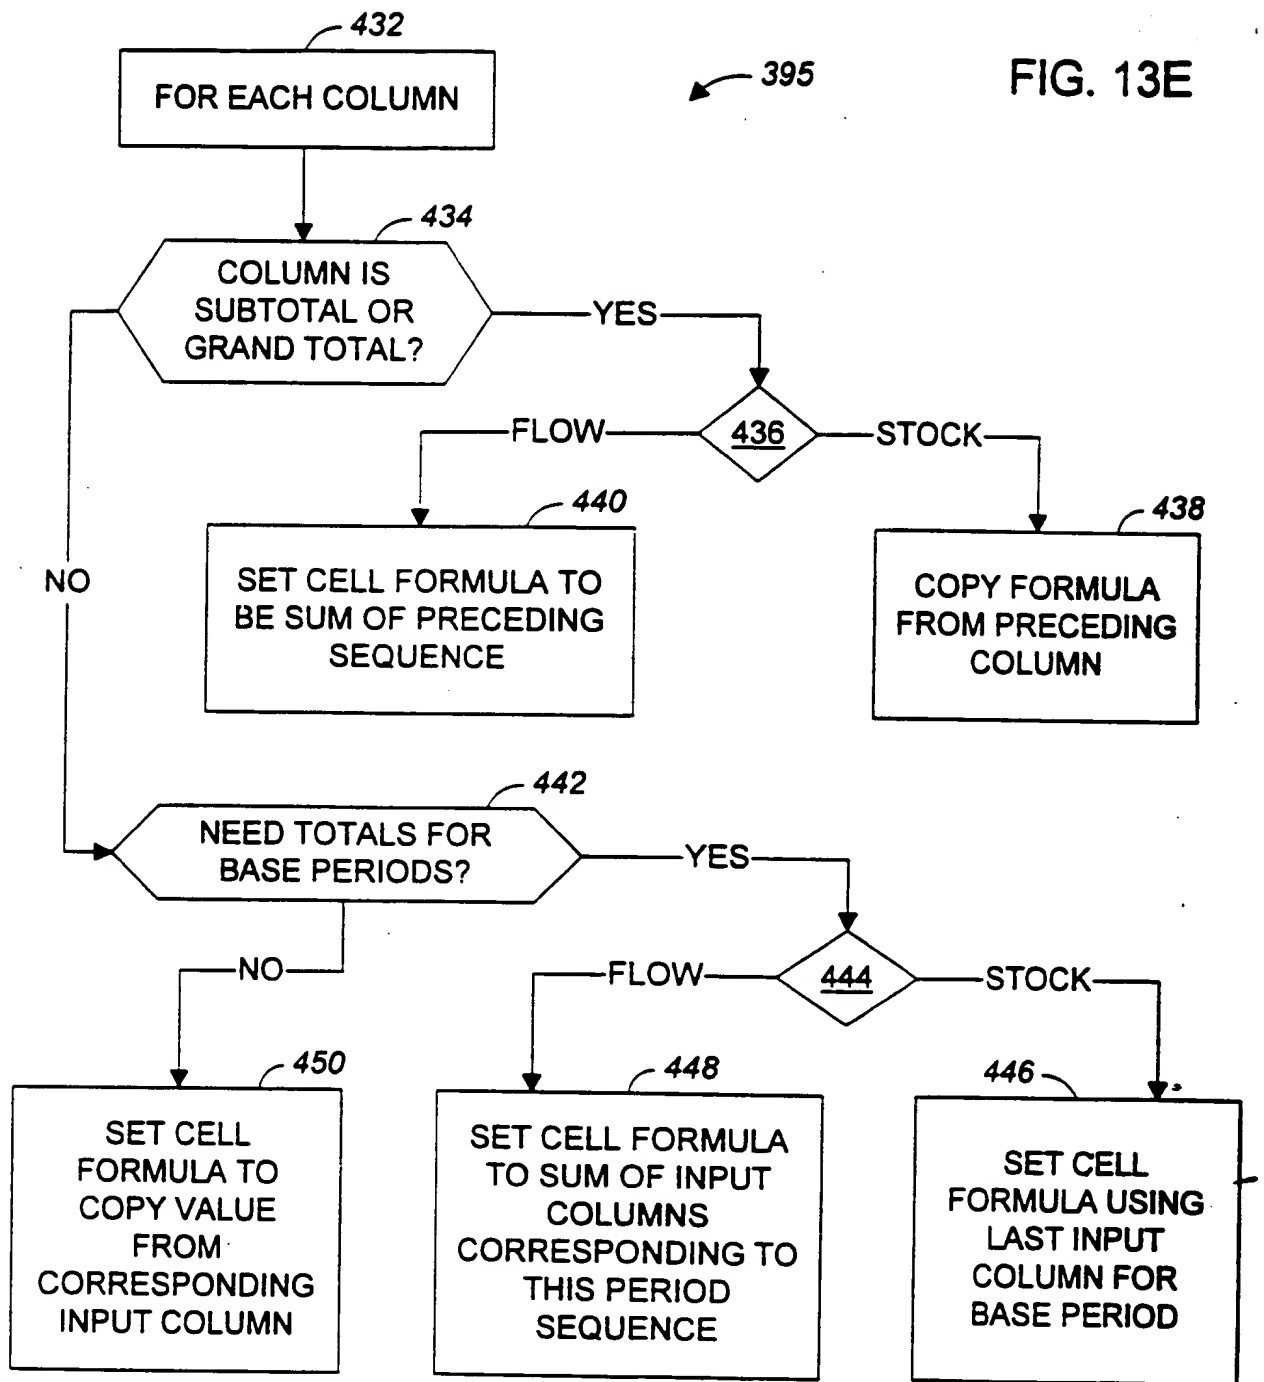 432
FOR EACH COLUMN
395
FIG. 13E
434
COLUMN IS
SUBTOTAL OR
GRAND TOTAL?
YES
FLOW
436
STOCK
440
438
NO
SET CELL FORMULA TO
BE SUM OF PRECEDING
SEQUENCE
COPY FORMULA
FROM PRECEDING
COLUMN
442
NEED TOTALS FOR
BASE PERIODS?
YES
NO
FLOW
444
STOCK
450
448
446
SET CELL
FORMULA TO
COPY VALUE
FROM
CORRESPONDING
INPUT COLUMN
SET CELL FORMULA
TO SUM OF INPUT
COLUMNS
CORRESPONDING TO
THIS PERIOD
SEQUENCE
SET CELL
FORMULA USING
LAST INPUT
COLUMN FOR
BASE PERIOD